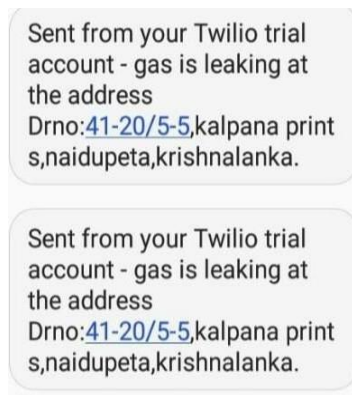 Sent from your Twilio trial
account - gas is leaking at
the address
Drno:41-20/5-5,kalpana print
s,naidupeta,krishnalanka.
Sent from your Twilio trial
account - gas is leaking at
the address
Drno:41-20/5-5,kalpana print
s,naidupeta,krishnalanka.